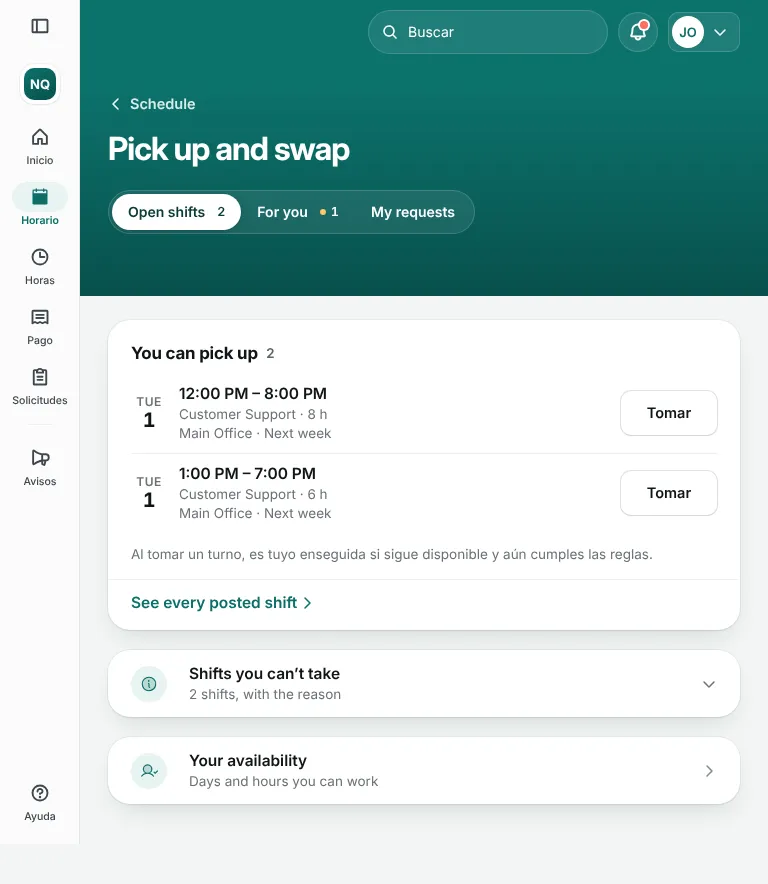 Buscar
JO
NQ
Inicio
Horario
Horas
Pago
Solicitudes
Avisos
Ayuda
Schedule
Pick up and swap
Open shifts 2
For you 1
My requests
You can pick up 2
TUE
1
12:00 PM – 8:00 PM
Customer Support · 8 h
Main Office · Next week
Tomar
TUE
1
1:00 PM – 7:00 PM
Customer Support · 6 h
Main Office · Next week
Tomar
Al tomar un turno, es tuyo enseguida si sigue disponible y aún cumples las reglas.
See every posted shift
Shifts you can’t take
2 shifts, with the reason
Your availability
Days and hours you can work